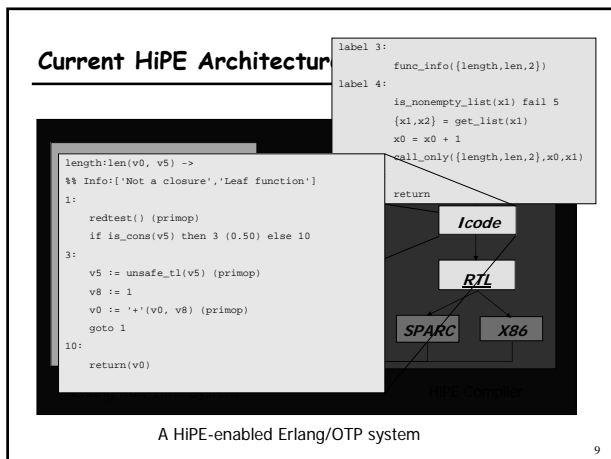 Current HiPE Architectur
label 3:
func_info({length,len,2})
label 4:
is_nonempty_list(x1) fail 5
{x1,x2} = get_list(x1)
x0 = x0 + 1
call_only({length,len,2},x0,x1)
return
length:len(v0, v5) ->
%% Info:['Not a closure','Leaf function']
1:
redtest() (primop)
if is_cons(v5) then 3 (0.50) else 10
3:
v5 := unsafe_tl(v5) (primop)
v8 := 1
v0 := '+'(v0, v8) (primop)
goto 1
10:
return(v0)
Icode
RTL
SPARC X86
HiPE Compiler
A HiPE-enabled Erlang/OTP system
9